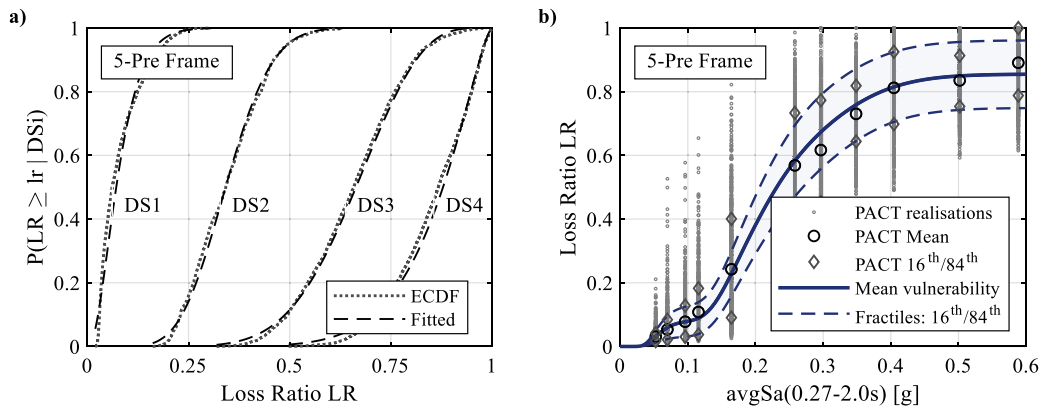 a)
5-Pre Frame
P(LR ≥ lr | DSi)
1
0.8
0.6
0.4
0.2
0
DS1
DS2
DS3
DS4
ECDF
Fitted
0
0.25
0.5
0.75
1
Loss Ratio LR
b)
5-Pre Frame
Loss Ratio LR
1
0.8
0.6
0.4
0.2
0
PACT realisations
PACT Mean
PACT 16th/84th
Mean vulnerability
Fractiles: 16th/84th
0
0.1
0.2
0.3
0.4
0.5
0.6
avgSa(0.27-2.0s) [g]